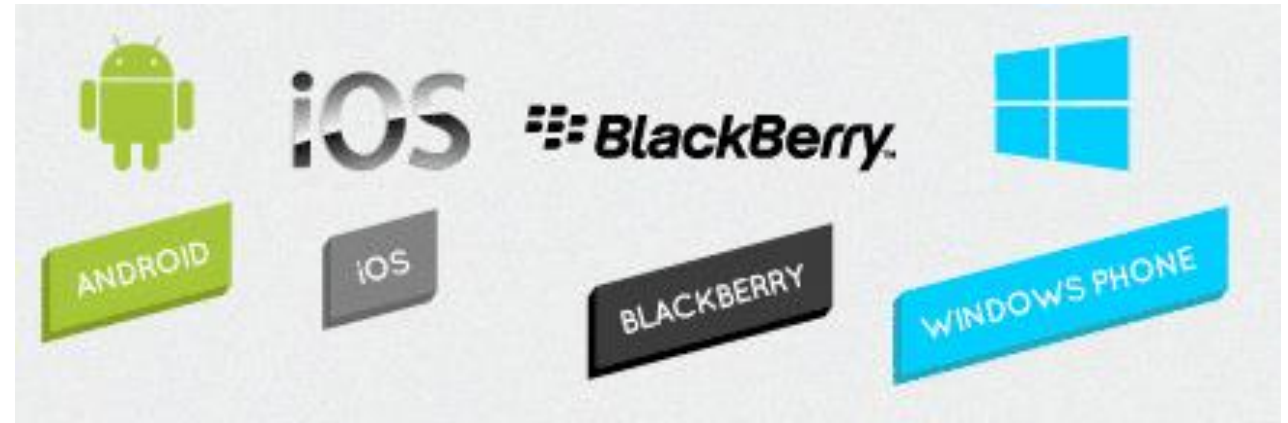 iOS
BlackBerry
ANDROID
iOS
BLACKBERRY
WINDOWS PHONE